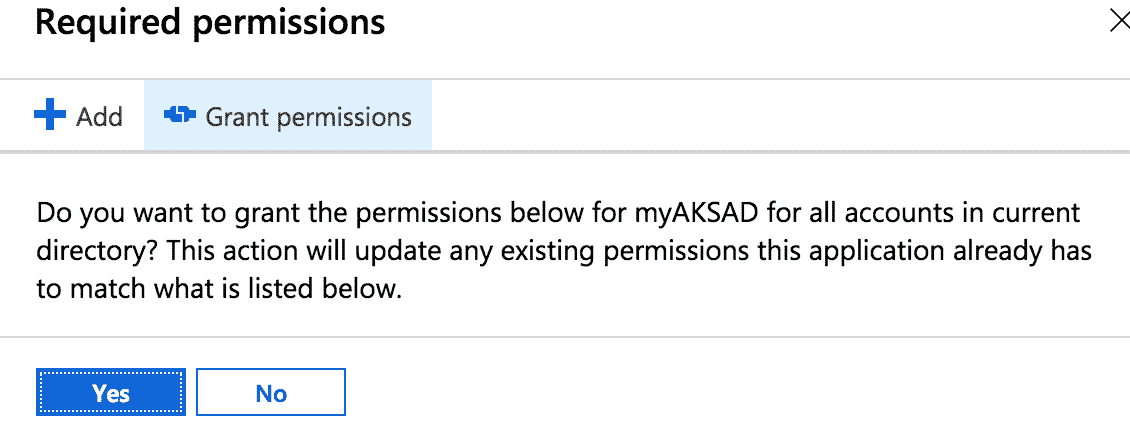 Required permissions
Add
Grant permissions
Do you want to grant the permissions below for myAKSAD for all accounts in current
directory? This action will update any existing permissions this application already has
to match what is listed below.
Yes
No